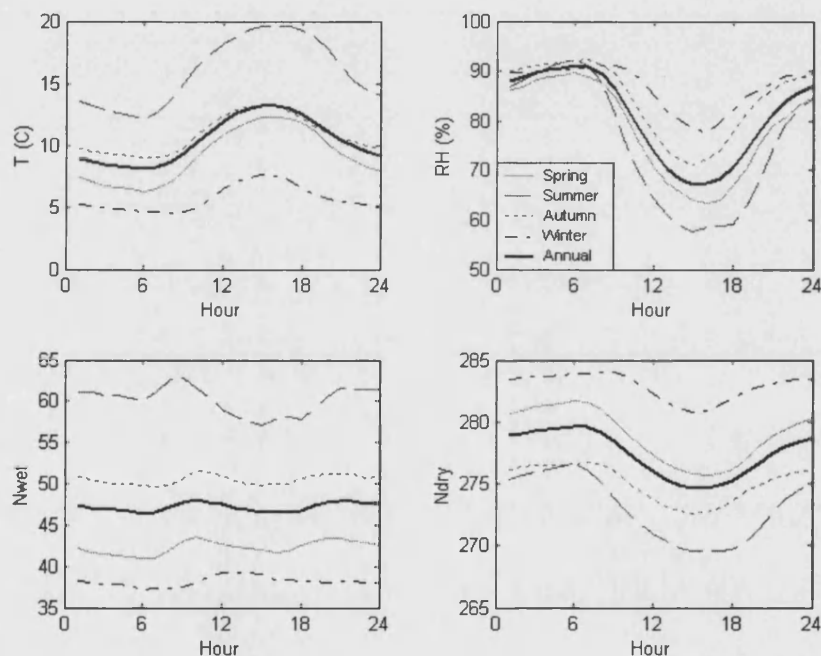 20
15
10
5
0
T (C)
0 6 12 18 24
Hour
100
90
80
70
60
50
RH (%)
Spring
Summer
Autumn
Winter
Annual
0 6 12 18 24
Hour
65
60
55
50
45
40
35
Nwet
0 6 12 18 24
Hour
285
280
275
270
265
Ndry
0 6 12 18 24
Hour